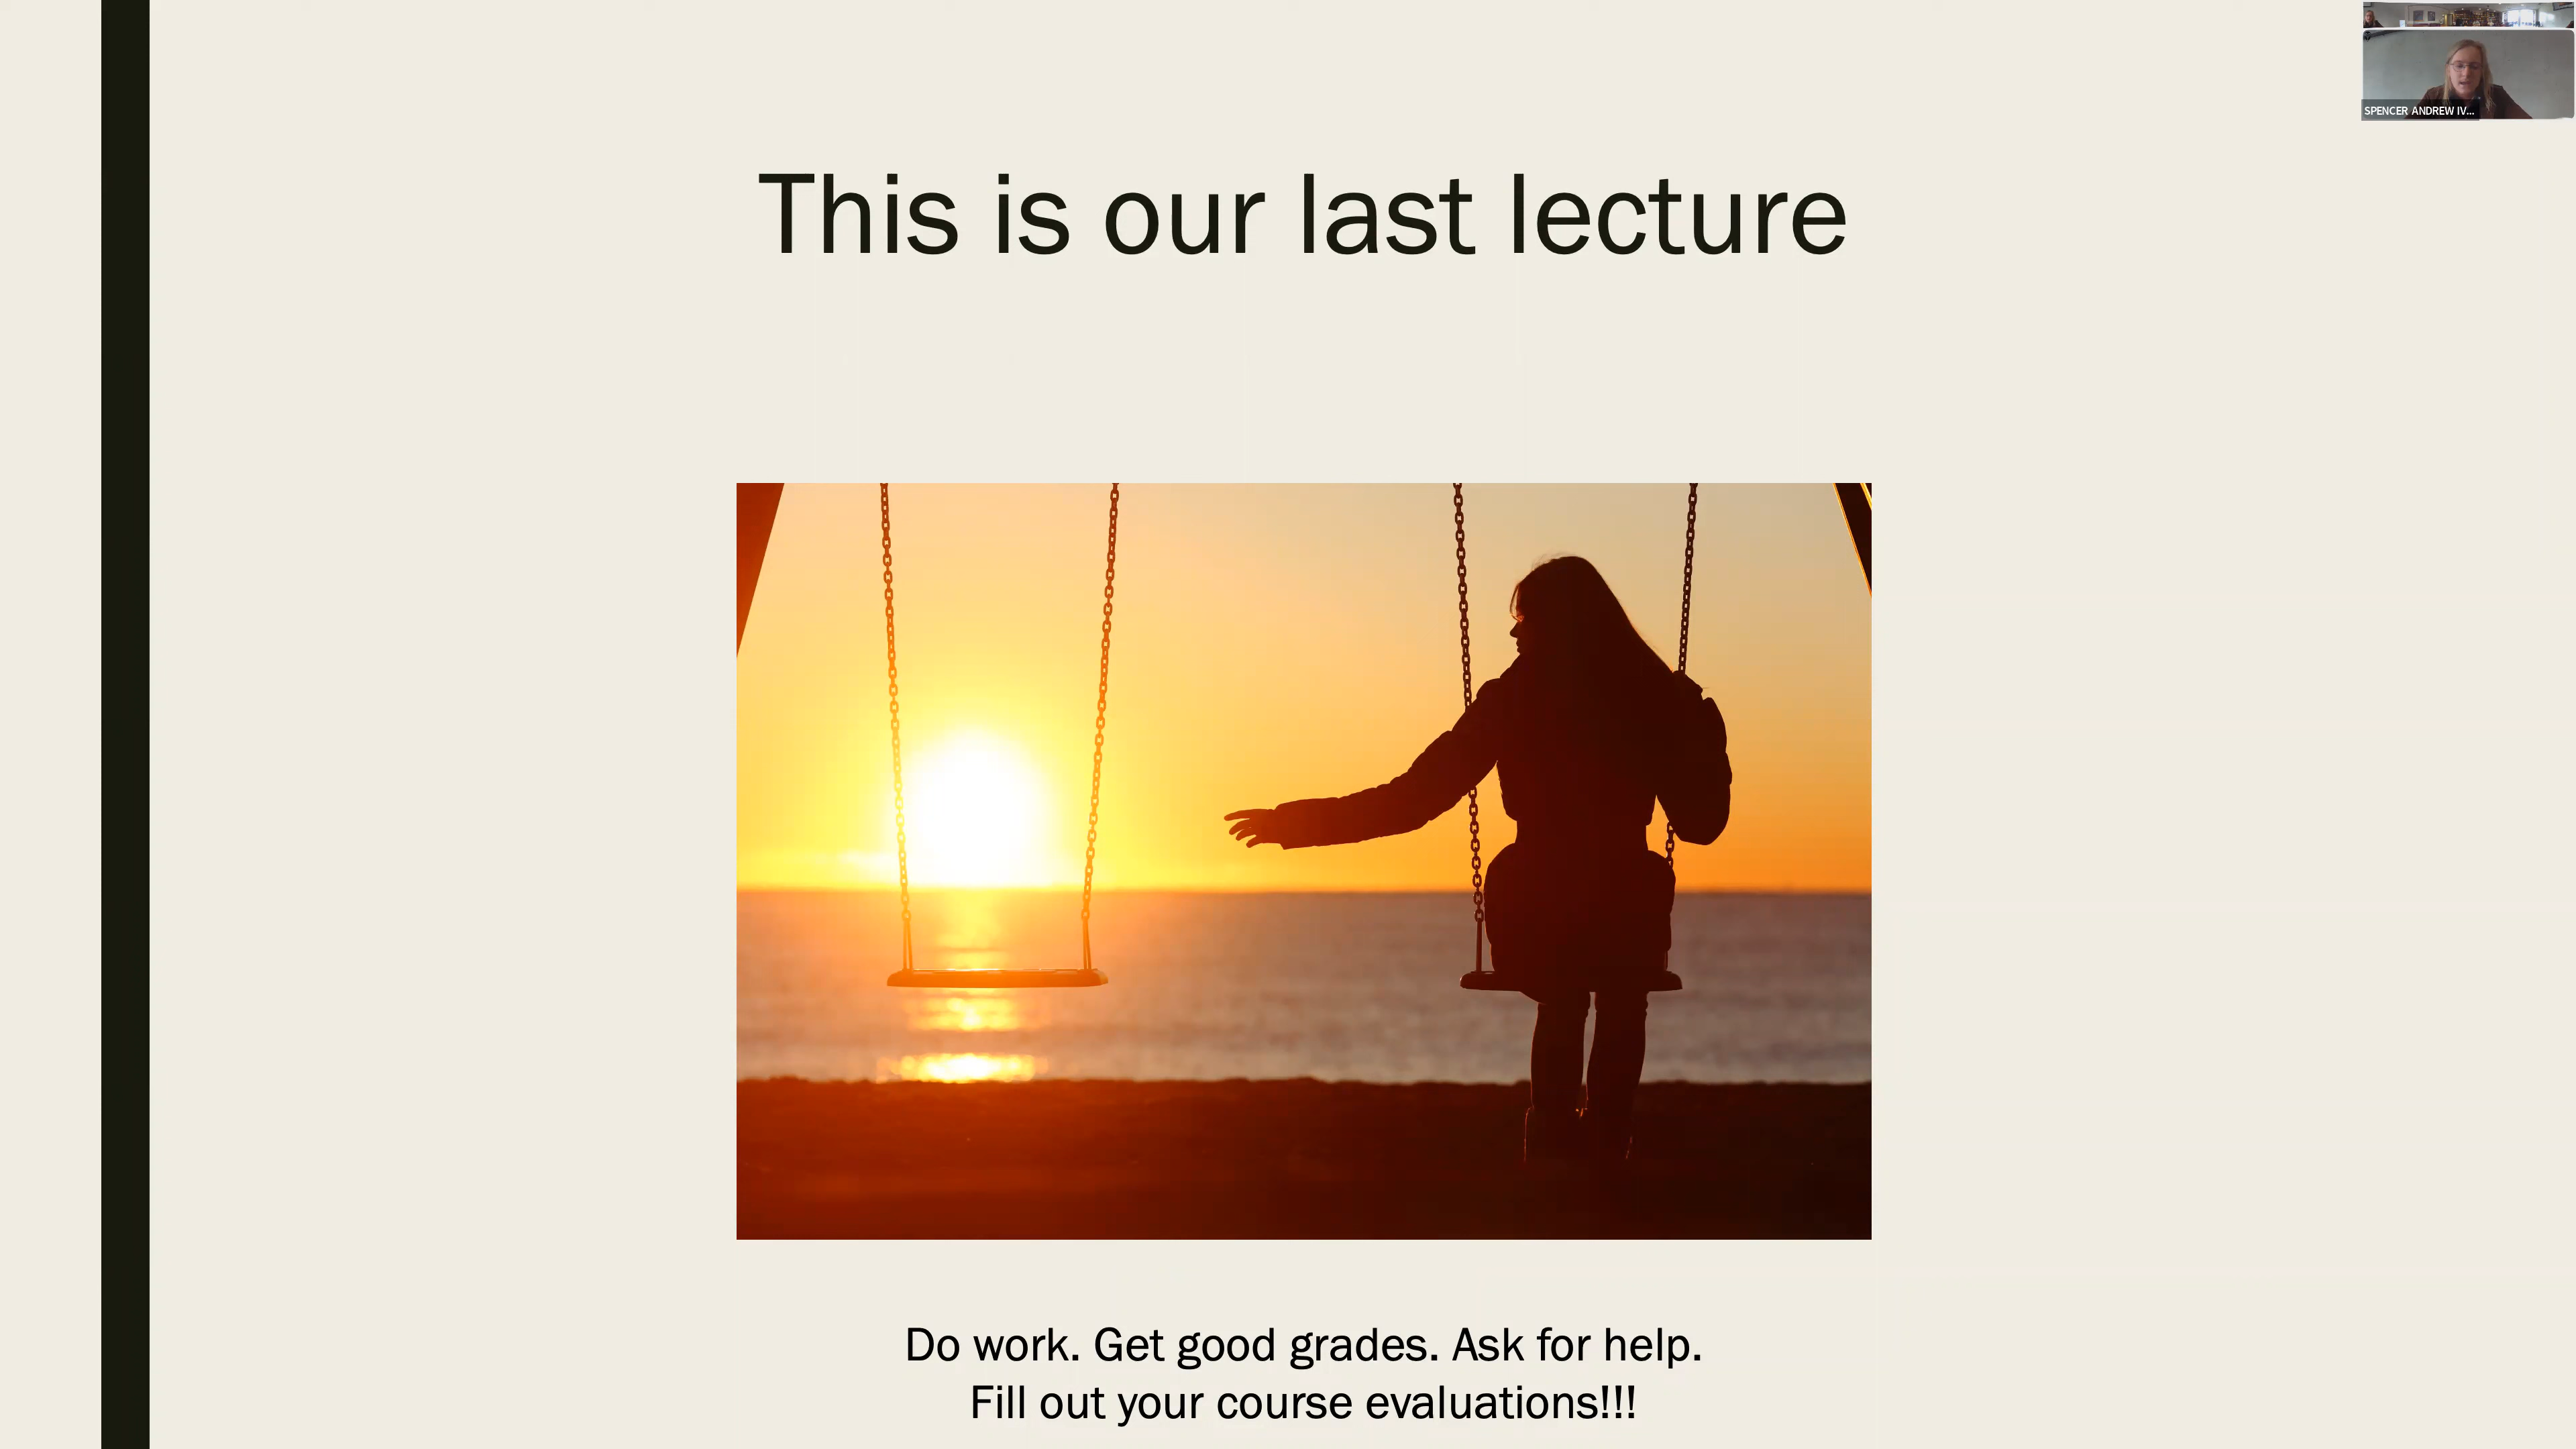 SPENCER ANDREW IV...
This is our last lecture
Do work. Get good grades. Ask for help.
Fill out your course evaluations!!!